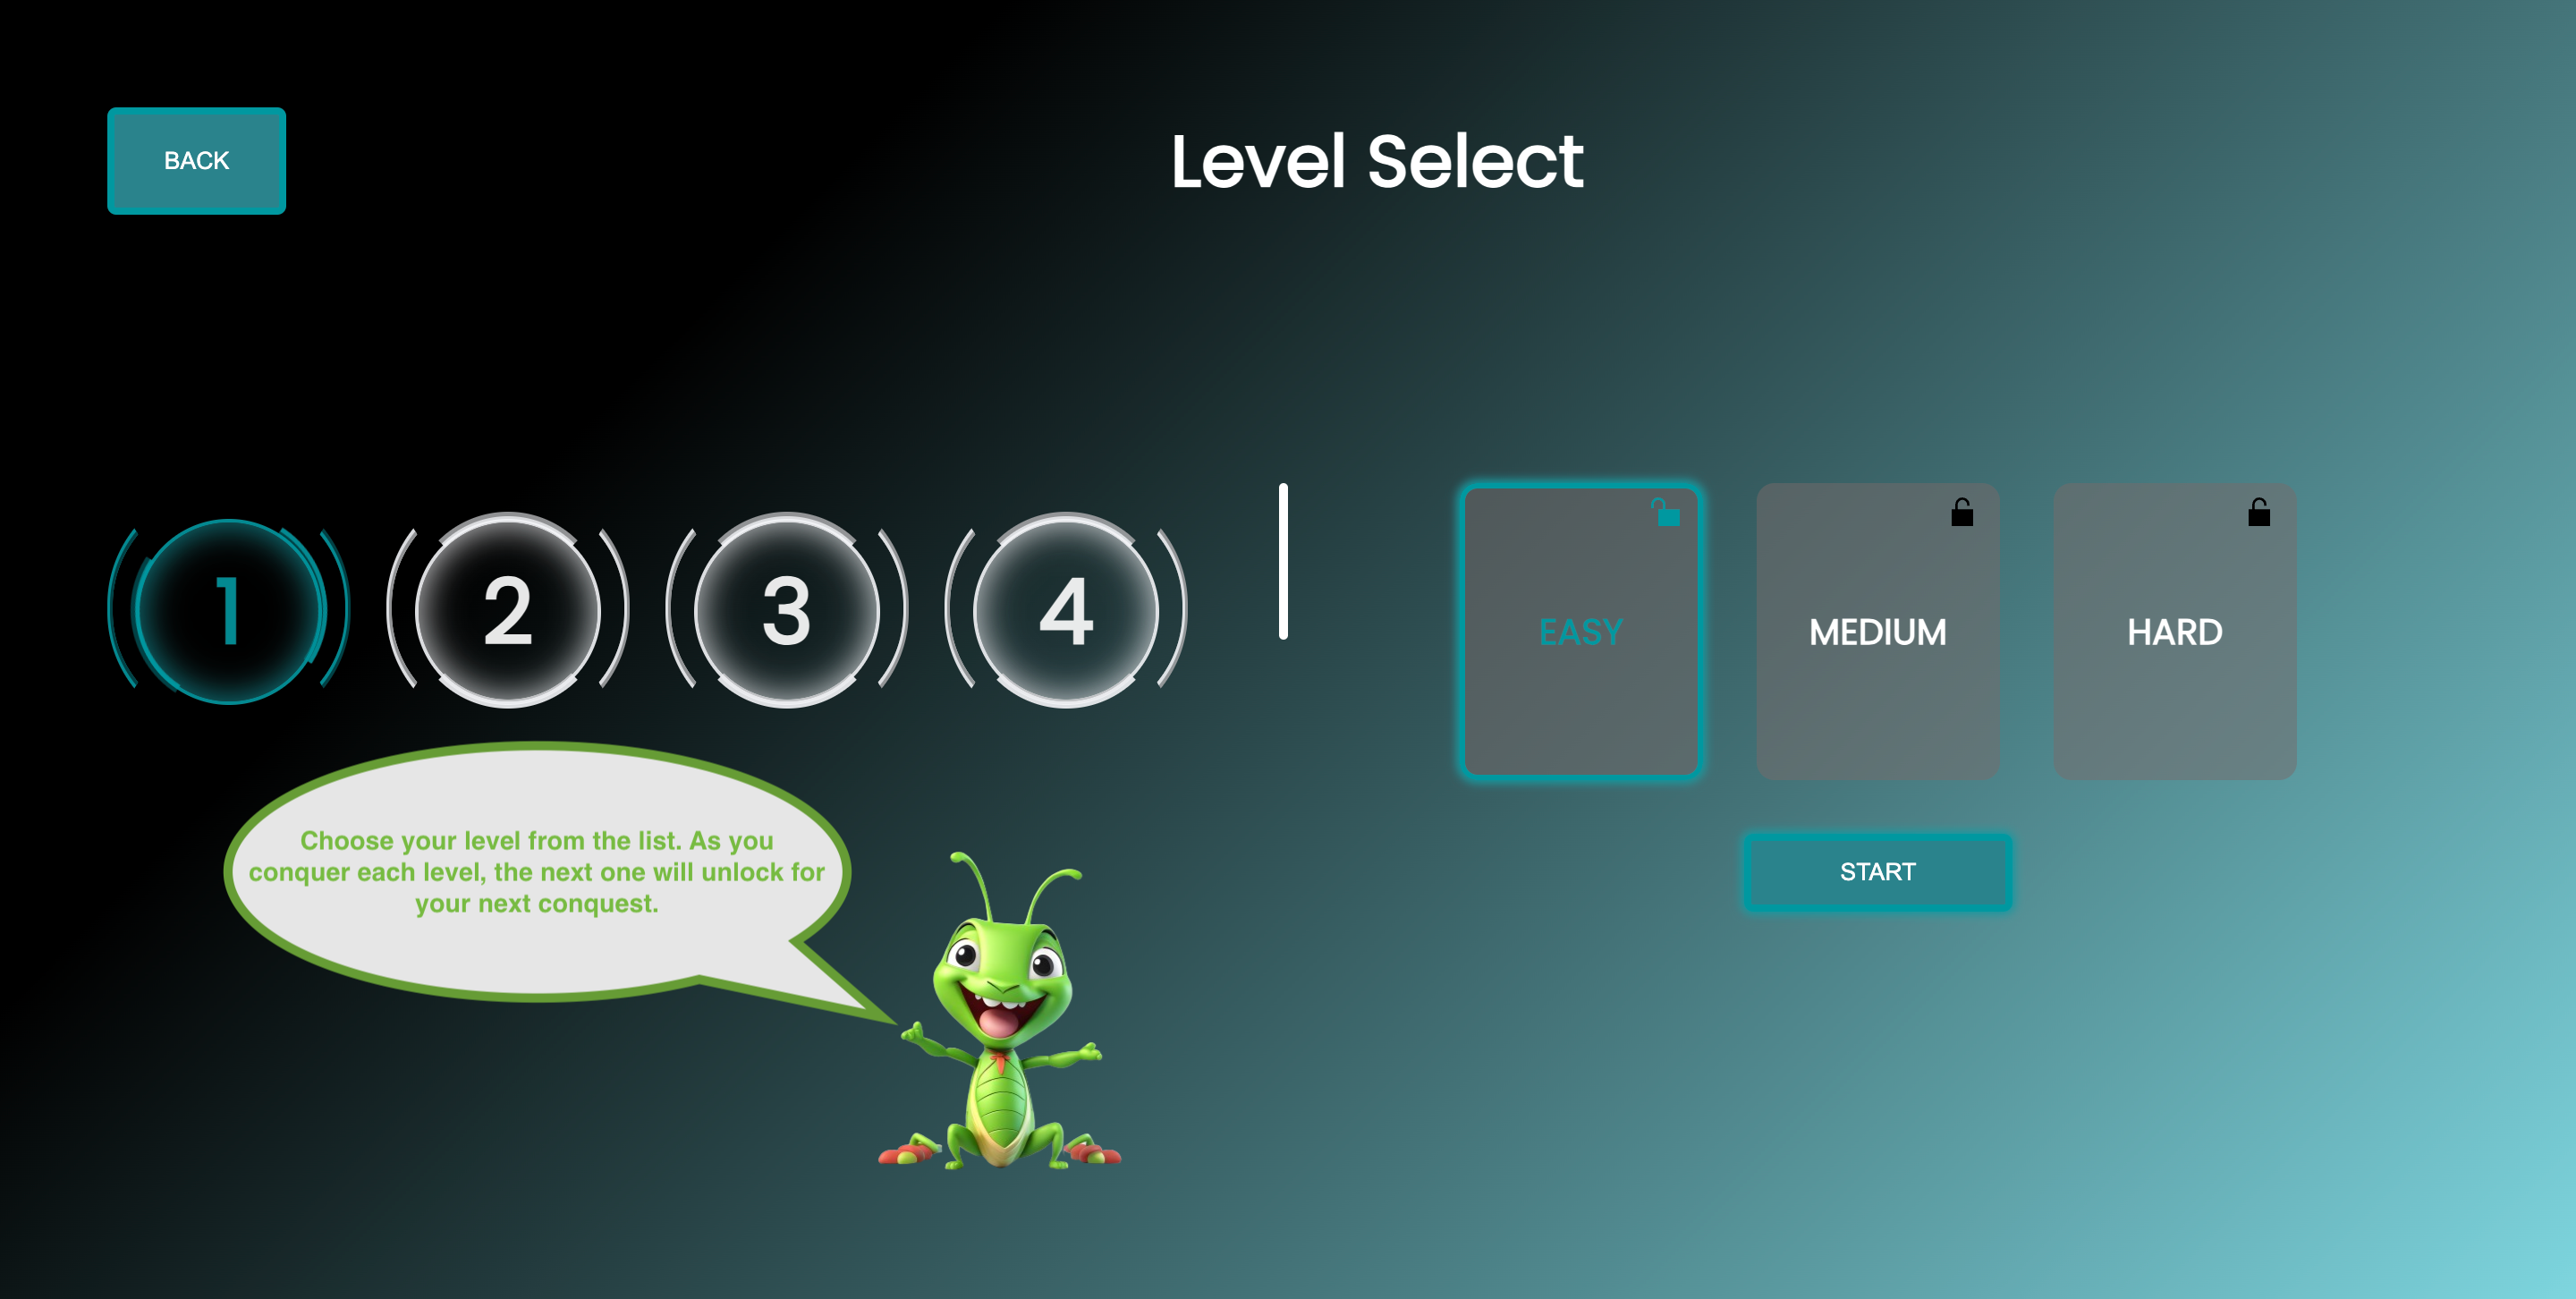 BACK
Level Select
1
2
3
4
EASY
MEDIUM
HARD
START
Choose your level from the list. As you
conquer each level, the next one will unlock for
your next conquest.